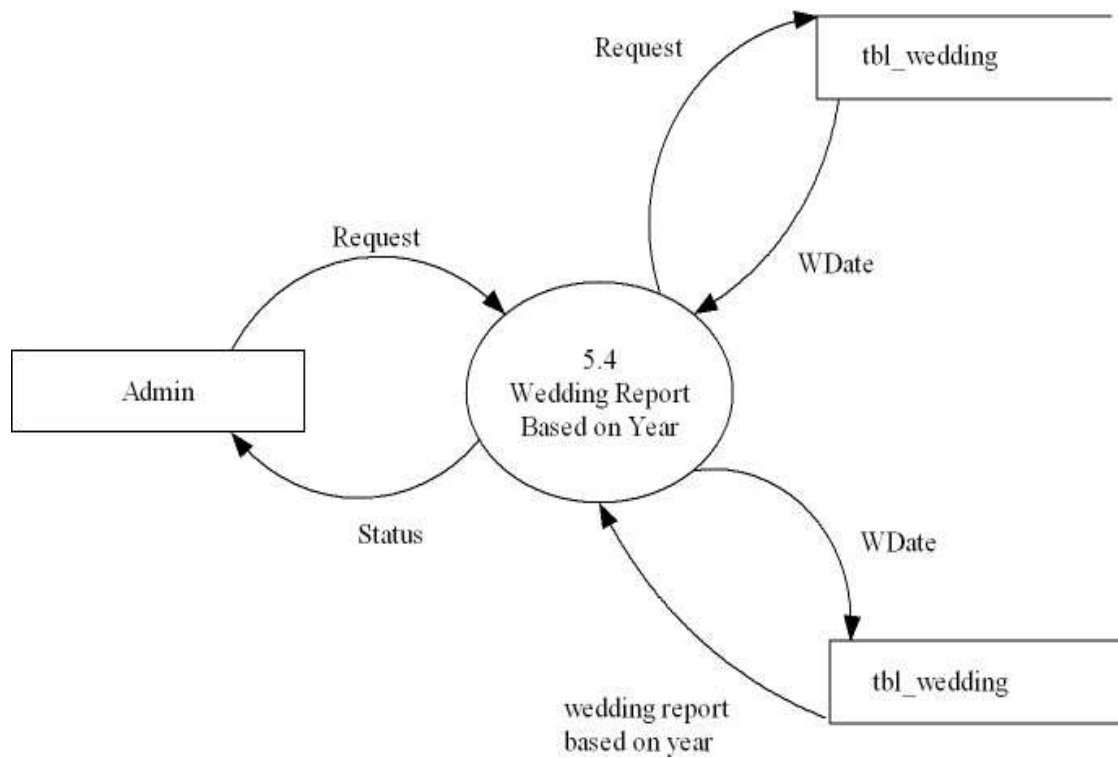 Request
tbl_wedding
Request
WDate
5.4
Wedding Report
Based on Year
Admin
Status
WDate
tbl_wedding
wedding report
based on year